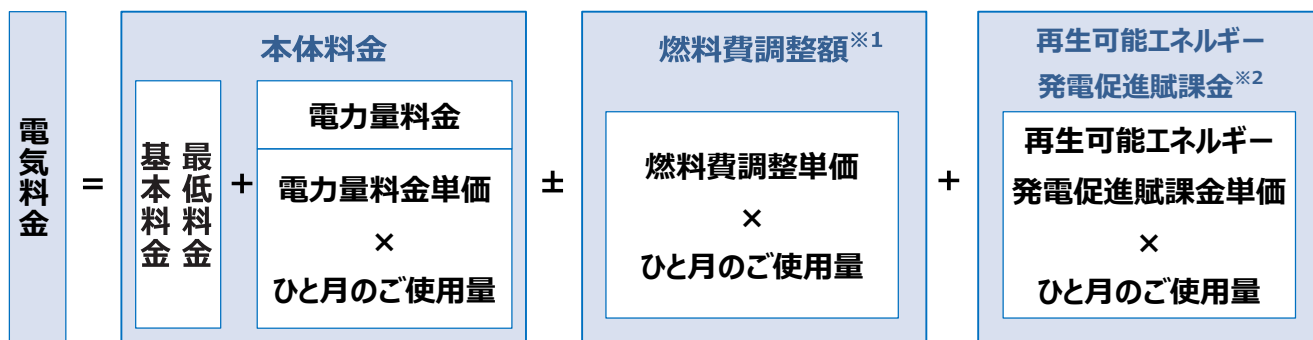 電気料金
=
本体料金
基本料金
最低料金
+
電力量料金
電力量料金単価
×
ひと月のご使用量
±
燃料費調整額※1
燃料費調整単価
×
ひと月のご使用量
+
再生可能エネルギー
発電促進賦課金※2
再生可能エネルギー
発電促進賦課金単価
×
ひと月のご使用量